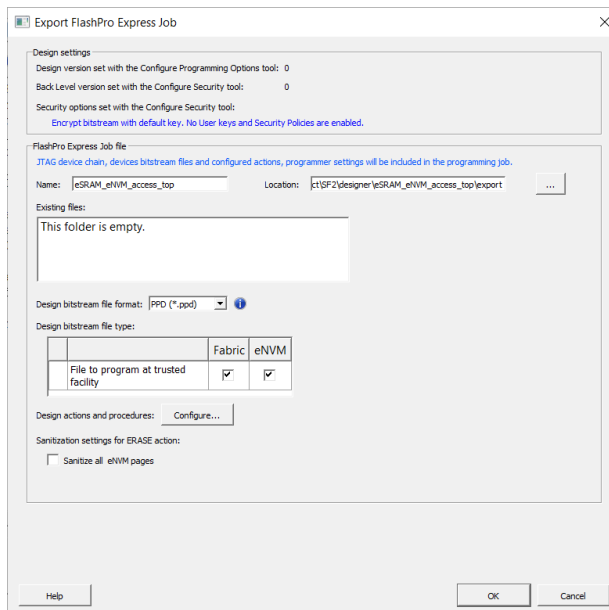 Export FlashPro Express Job
Design settings
Design version set with the Configure Programming Options tool: 0
Back Level version set with the Configure Security tool: 0
Security options set with the Configure Security tool:
Encrypt bitstream with default key. No User keys and Security Policies are enabled.
FlashPro Express Job file
JTAG device chain, devices bitstream files and configured actions, programmer settings will be included in the programming job.
Name: eSRAM_eNVM_access_top Location: ct\SF2\designer\eSRAM_eNVM_access_top\export ...
Existing files:
This folder is empty.
Design bitstream file format: PPD (*.ppd)
Design bitstream file type:
Fabric eNVM
File to program at trusted
facility
Design actions and procedures: Configure...
Sanitization settings for ERASE action:
Sanitize all eNVM pages
Help OK Cancel